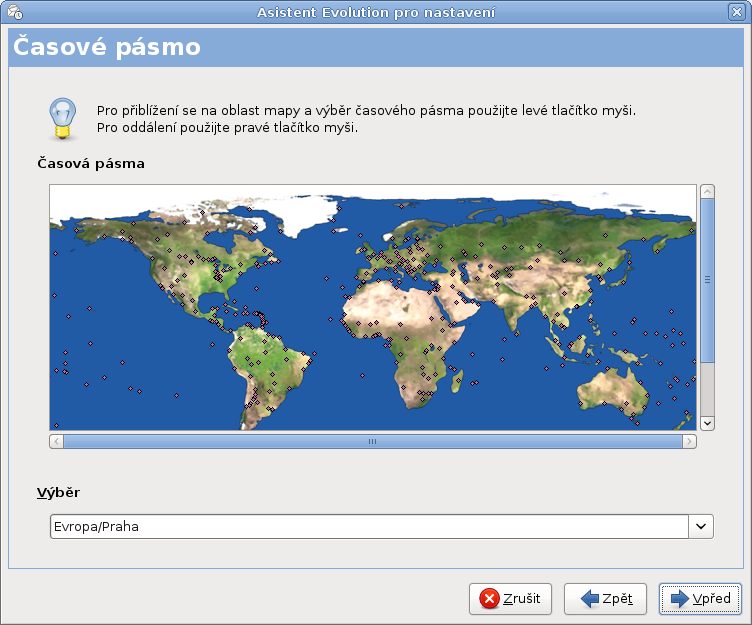 Asistent Evolution pro nastavení
Časové pásmo
Pro přiblížení se na oblast mapy a výběr časového pásma použijte levé tlačítko myši.
Pro oddálení použijte pravé tlačítko myši.
Časová pásma
Výběr
Evropa/Praha
Zrušit
Zpět
Vpřed